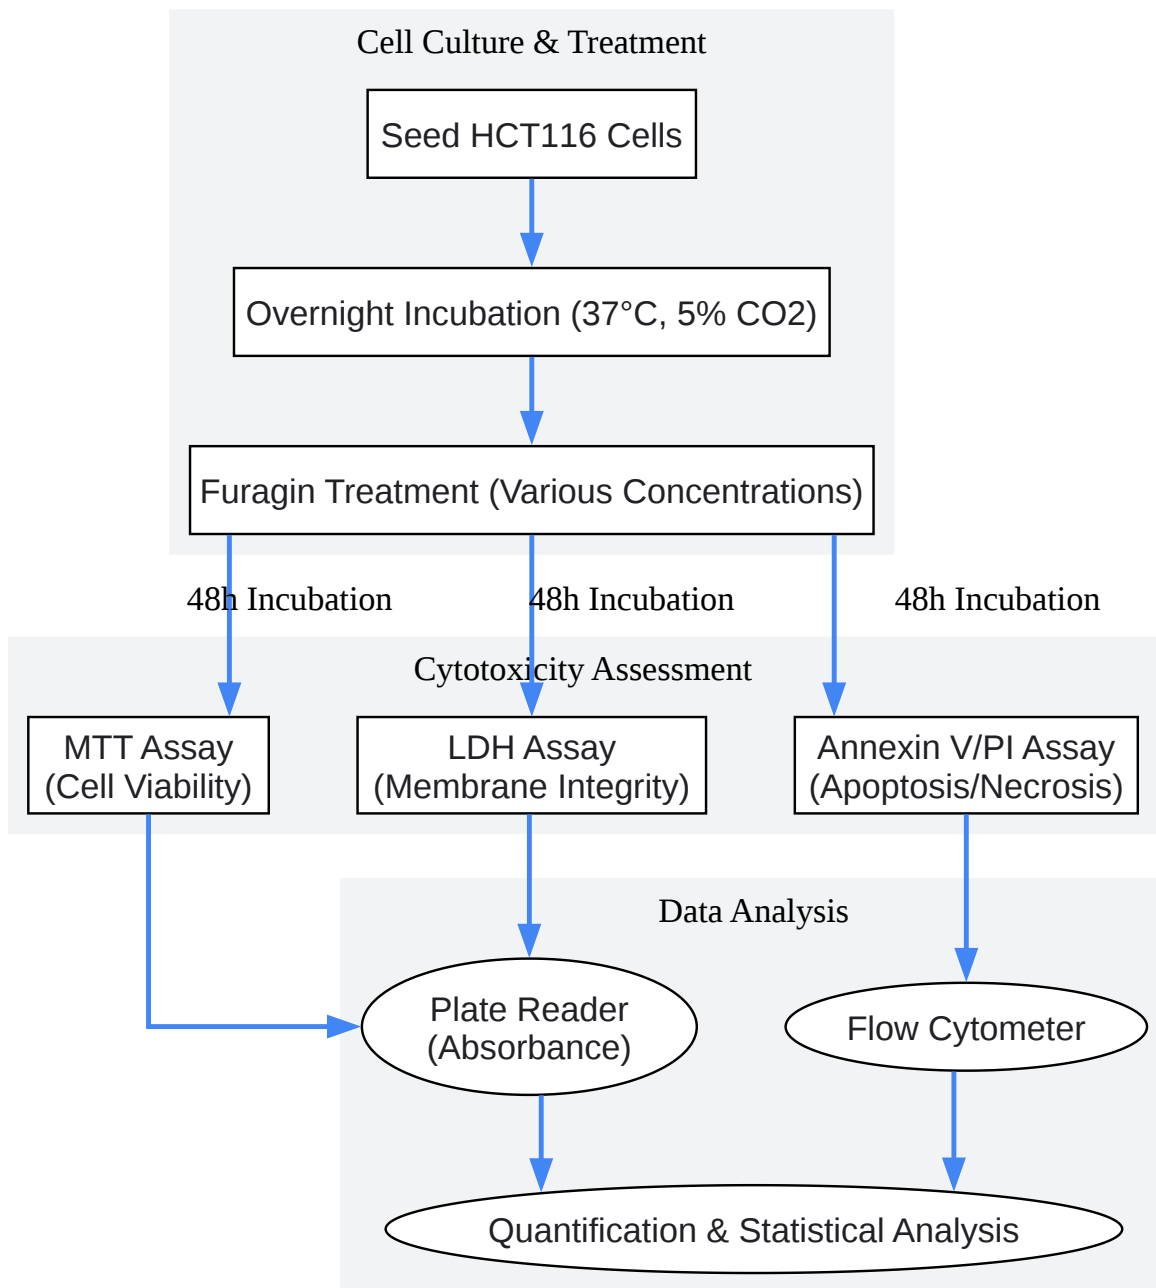 Cell Culture & Treatment
Seed HCT116 Cells
Overnight Incubation (37°C, 5% CO2)
Furagin Treatment (Various Concentrations)
48h Incubation
48h Incubation
48h Incubation
Cytotoxicity Assessment
MTT Assay
(Cell Viability)
LDH Assay
(Membrane Integrity)
Annexin V/PI Assay
(Apoptosis/Necrosis)
Data Analysis
Plate Reader
(Absorbance)
Flow Cytometer
Quantification & Statistical Analysis